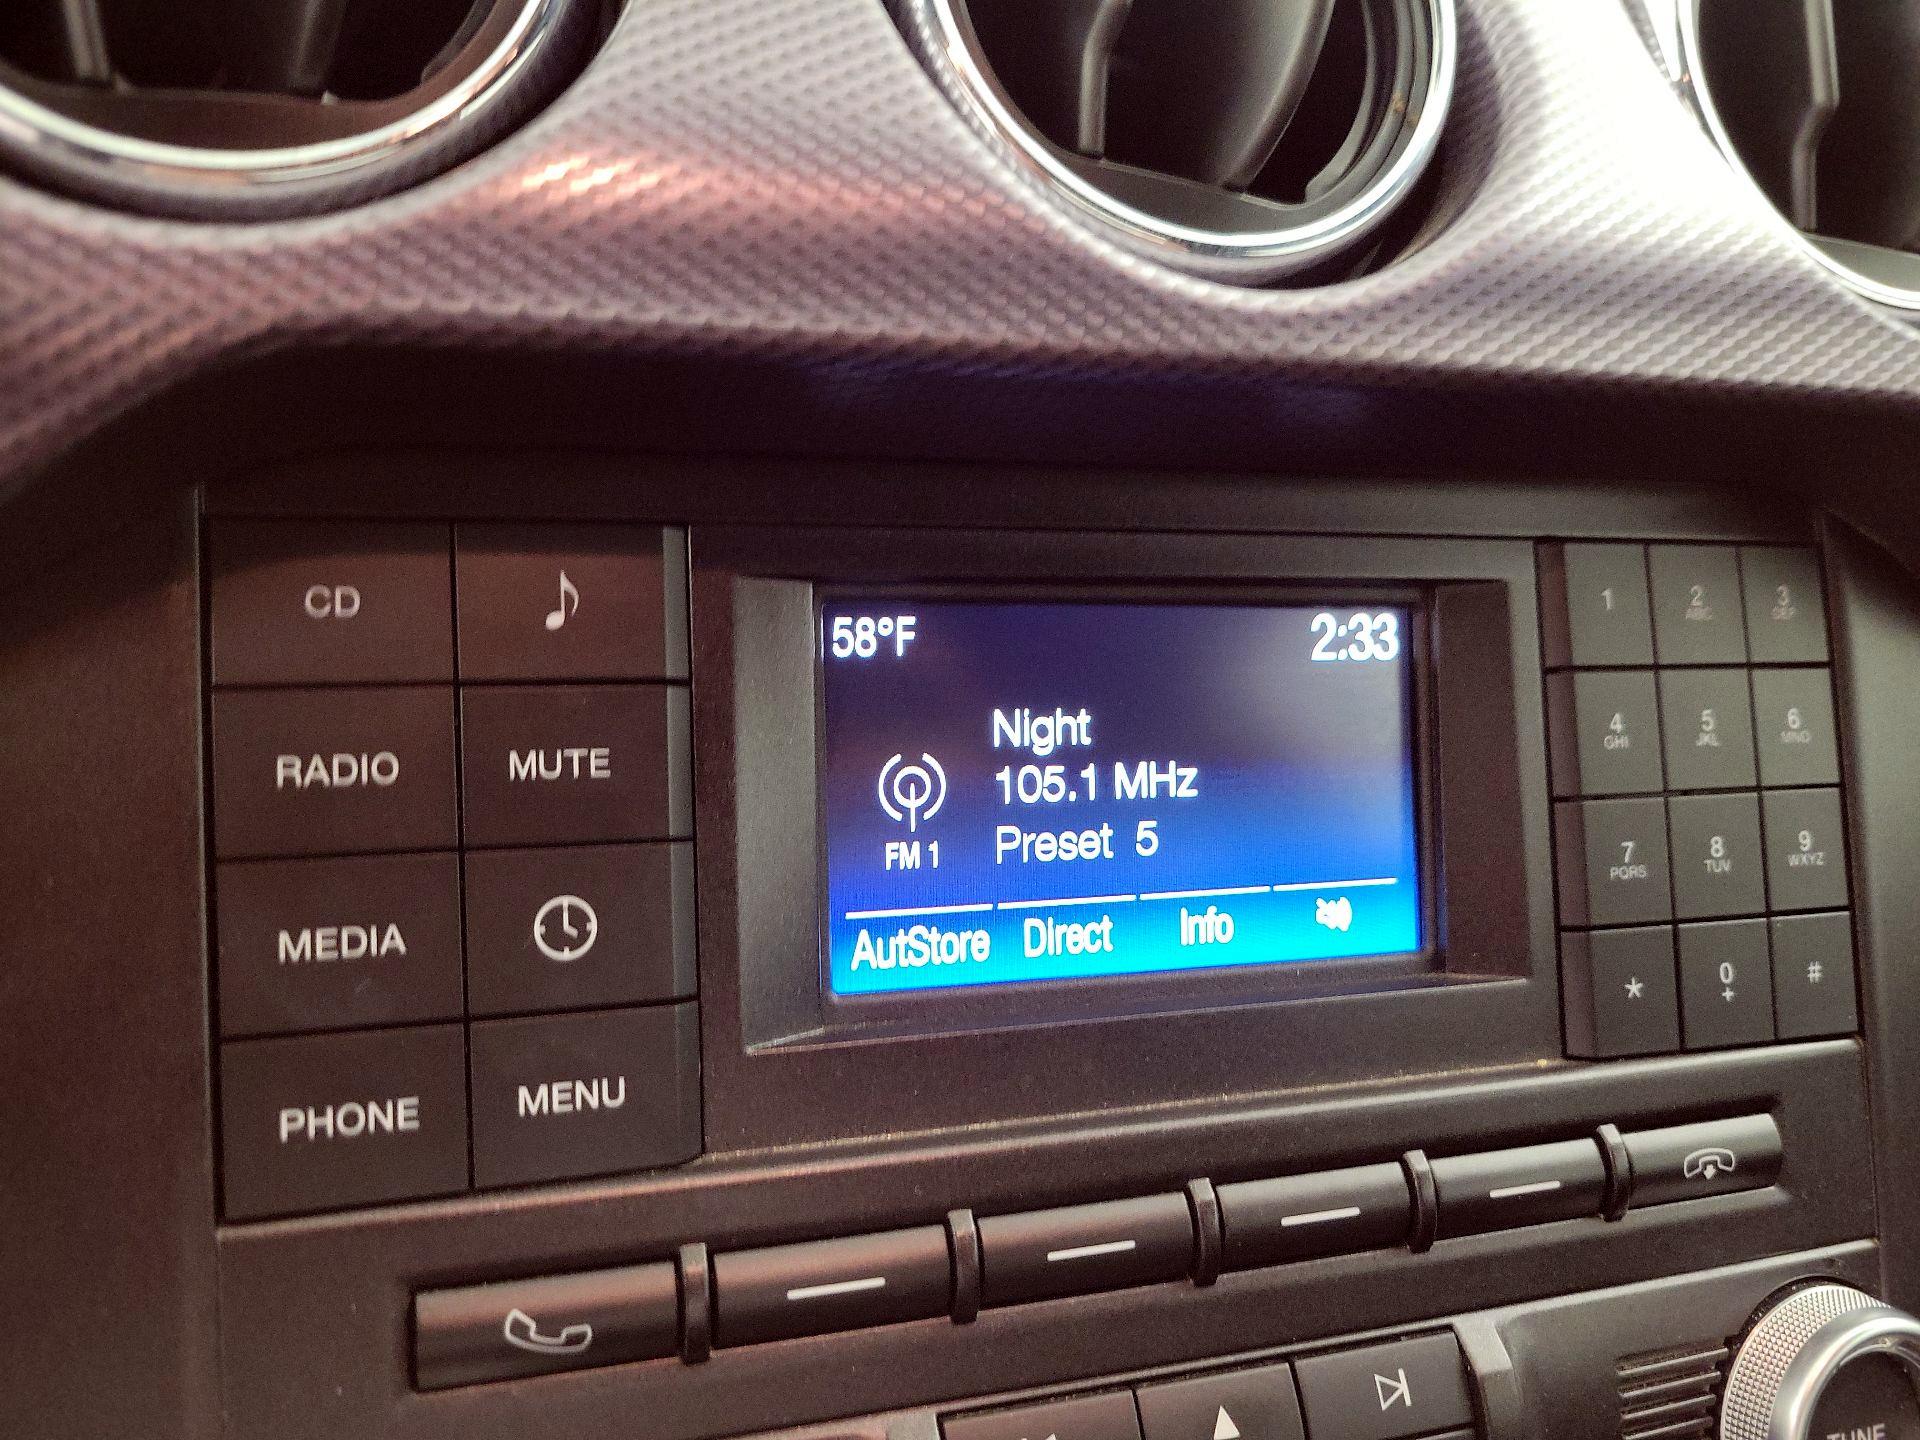 58°F 2:33
Night
105.1 MHz
Preset 5
FM 1
AutStore Direct Info
CD
RADIO MUTE
MEDIA
PHONE MENU
1 2 ABC 3 DEF
4 GHI 5 JKL 6 MNO
7 PQRS 8 TUV 9 WXYZ
* 0 + #
TUNE